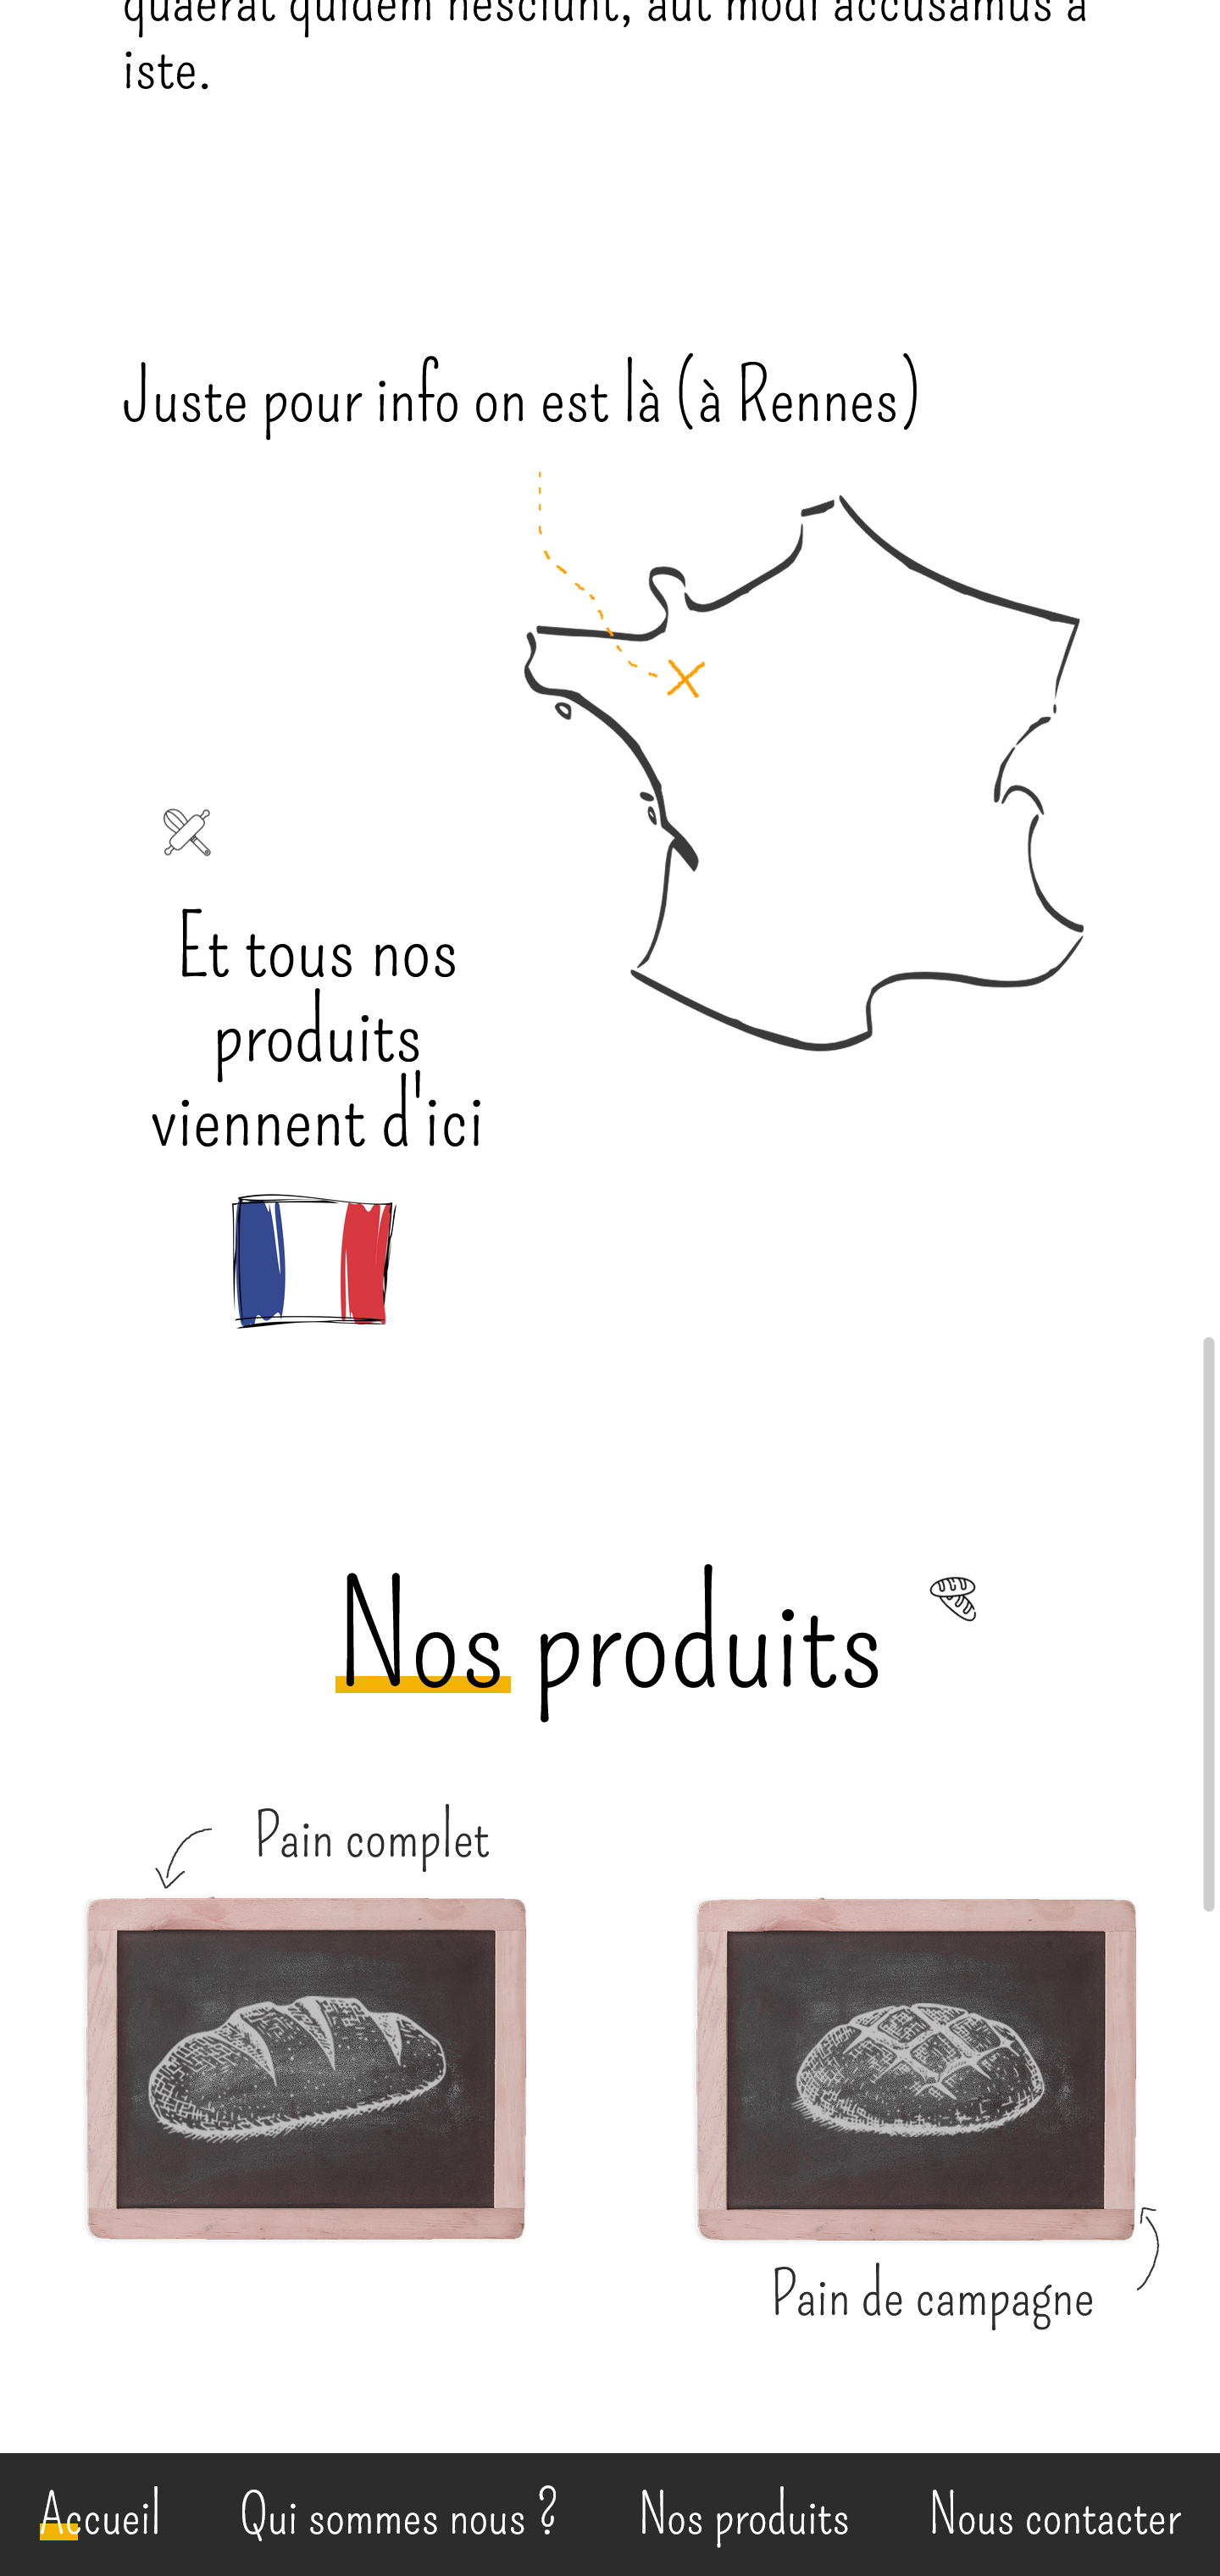 quaerat quidem nesciunt, aut modi accusamus a
iste.
Juste pour info on est là (à Rennes)
Et tous nos
produits
viennent d'ici
Nos produits
Pain complet
Pain de campagne
Accueil
Qui sommes nous ?
Nos produits
Nous contacter